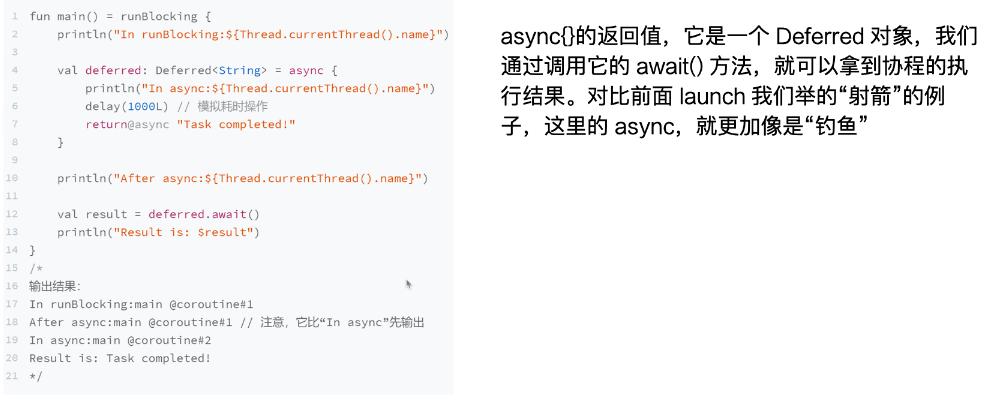 1 fun main() = runBlocking {
2     println("In runBlocking:${Thread.currentThread().name}")
3
4     val deferred: Deferred<String> = async {
5         println("In async:${Thread.currentThread().name}")
6         delay(1000L) // 模拟耗时操作
7         return@async "Task completed!"
8     }
9
10     println("After async:${Thread.currentThread().name}")
11
12     val result = deferred.await()
13     println("Result is: $result")
14 }
15 /*
16 输出结果：
17 In runBlocking:main @coroutine#1
18 After async:main @coroutine#1 // 注意，它比“In async”先输出
19 In async:main @coroutine#2
20 Result is: Task completed!
21 */
async{}的返回值，它是一个 Deferred 对象，我们
通过调用它的 await() 方法，就可以拿到协程的执
行结果。对比前面 launch 我们举的“射箭”的例
子，这里的 async，就更加像是“钓鱼”